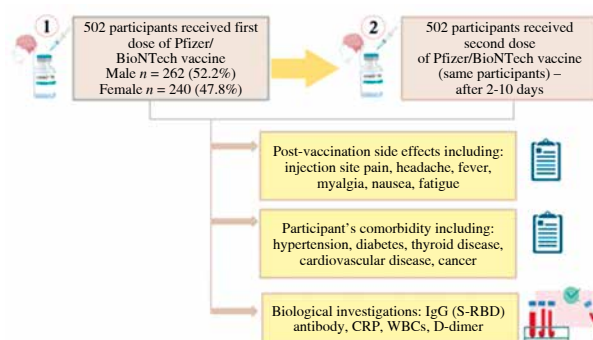 1
502 participants received first
dose of Pfizer/
BioNTech vaccine
Male n = 262 (52.2%)
Female n = 240 (47.8%)
2
502 participants received
second dose
of Pfizer/BioNTech vaccine
(same participants) –
after 2-10 days
Post-vaccination side effects including:
injection site pain, headache, fever,
myalgia, nausea, fatigue
Participant's comorbidity including:
hypertension, diabetes, thyroid disease,
cardiovascular disease, cancer
Biological investigations: IgG (S-RBD)
antibody, CRP, WBCs, D-dimer